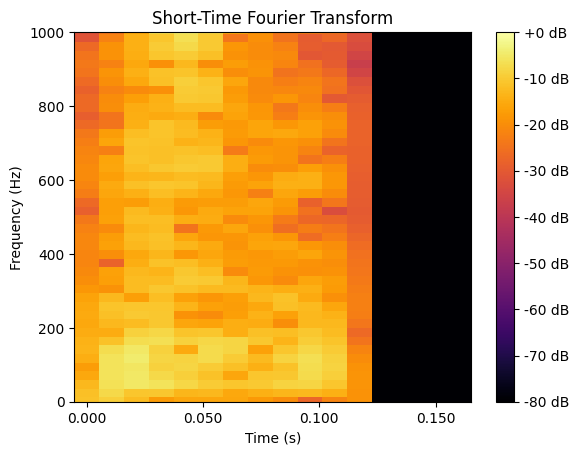 Short-Time Fourier Transform
1000
800
600
400
200
0
Frequency (Hz)
0.000
0.050
0.100
0.150
Time (s)
+0 dB
-10 dB
-20 dB
-30 dB
-40 dB
-50 dB
-60 dB
-70 dB
-80 dB